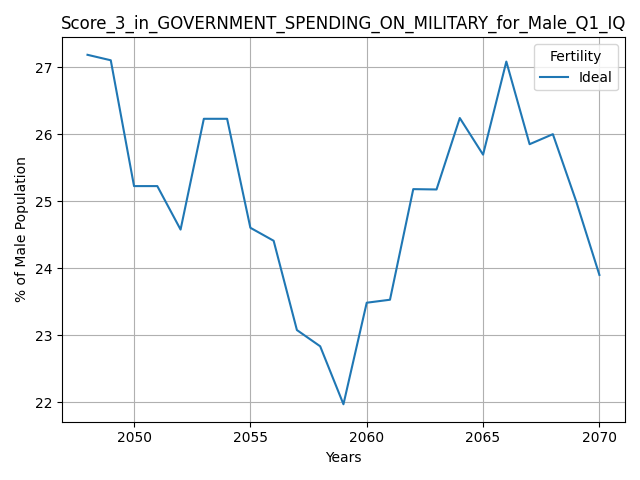 Score_3_in_GOVERNMENT_SPENDING_ON_MILITARY_for_Male_Q1_IQ
Fertility
Ideal
27
26
25
24
23
22
% of Male Population
2050 2055 2060 2065 2070
Years